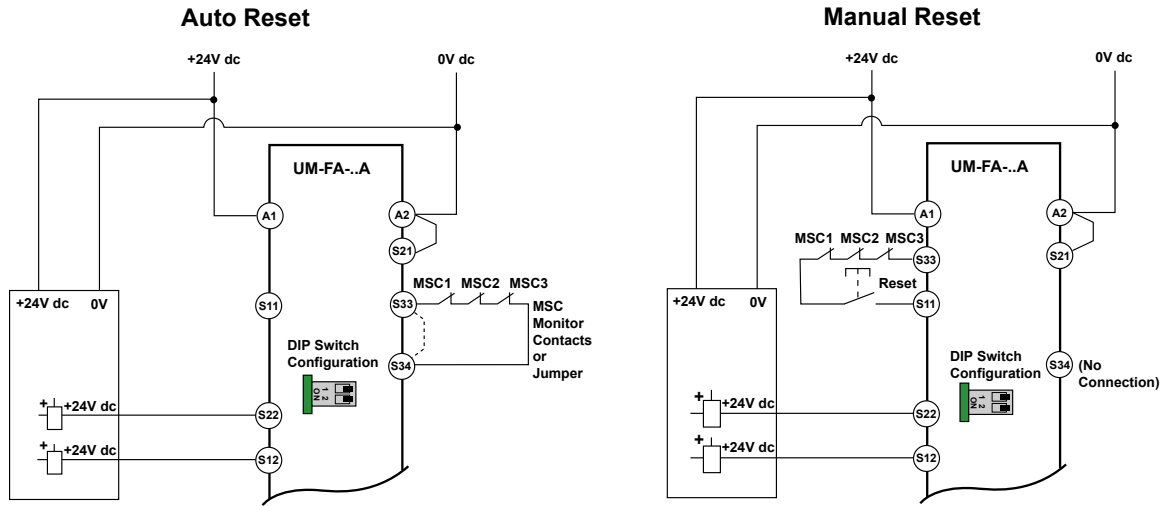 Auto Reset
+24V dc
0V dc
UM-FA-..A
A1
A2
S21
+24V dc 0V
S11
S33
MSC1 MSC2 MSC3
MSC
Monitor
Contacts
or
Jumper
DIP Switch
Configuration
S34
1 2
ON
+ +24V dc
S22
+ +24V dc
S12
Manual Reset
+24V dc
0V dc
UM-FA-..A
A1
A2
MSC1 MSC2 MSC3
S33
S21
Reset
+24V dc 0V
S11
DIP Switch
Configuration
S34 (No
Connection)
1 2
ON
+ +24V dc
S22
+ +24V dc
S12